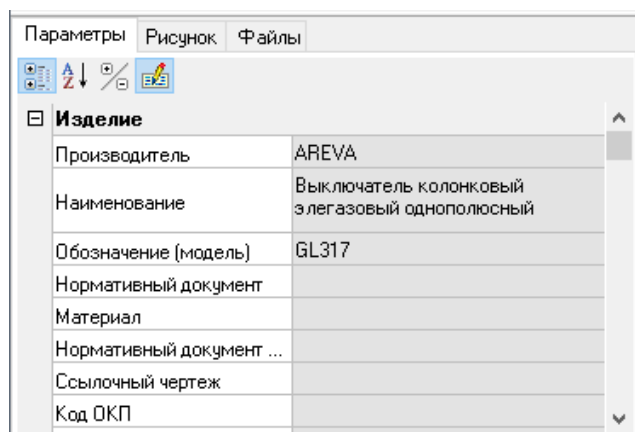 Параметры Рисунок Файлы
Изделие
Производитель AREVA
Наименование Выключатель колонковый
элегазовый однополюсный
Обозначение (модель) GL317
Нормативный документ
Материал
Нормативный документ ...
Ссылочный чертеж
Код ОКП